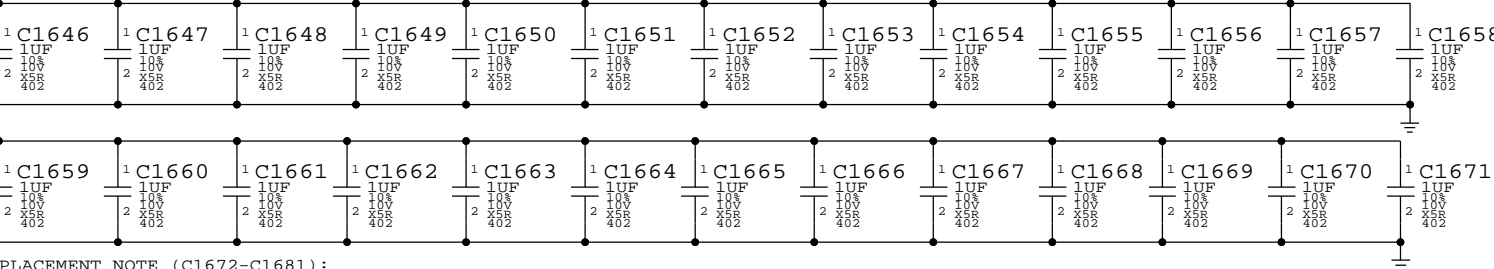 1 C1646 1 C1647 1 C1648 1 C1649 1 C1650 1 C1651 1 C1652 1 C1653 1 C1654 1 C1655 1 C1656 1 C1657 1 C1658
1UF 1UF 1UF 1UF 1UF 1UF 1UF 1UF 1UF 1UF 1UF 1UF 1UF
10% 10% 10% 10% 10% 10% 10% 10% 10% 10% 10% 10% 10%
2 10V 2 10V 2 10V 2 10V 2 10V 2 10V 2 10V 2 10V 2 10V 2 10V 2 10V 2 10V 2 10V
X5R X5R X5R X5R X5R X5R X5R X5R X5R X5R X5R X5R X5R
402 402 402 402 402 402 402 402 402 402 402 402 402
1 C1659 1 C1660 1 C1661 1 C1662 1 C1663 1 C1664 1 C1665 1 C1666 1 C1667 1 C1668 1 C1669 1 C1670 1 C1671
1UF 1UF 1UF 1UF 1UF 1UF 1UF 1UF 1UF 1UF 1UF 1UF 1UF
10% 10% 10% 10% 10% 10% 10% 10% 10% 10% 10% 10% 10%
2 10V 2 10V 2 10V 2 10V 2 10V 2 10V 2 10V 2 10V 2 10V 2 10V 2 10V 2 10V 2 10V
X5R X5R X5R X5R X5R X5R X5R X5R X5R X5R X5R X5R X5R
402 402 402 402 402 402 402 402 402 402 402 402 402
PLACEMENT NOTE (C1672-C1681):